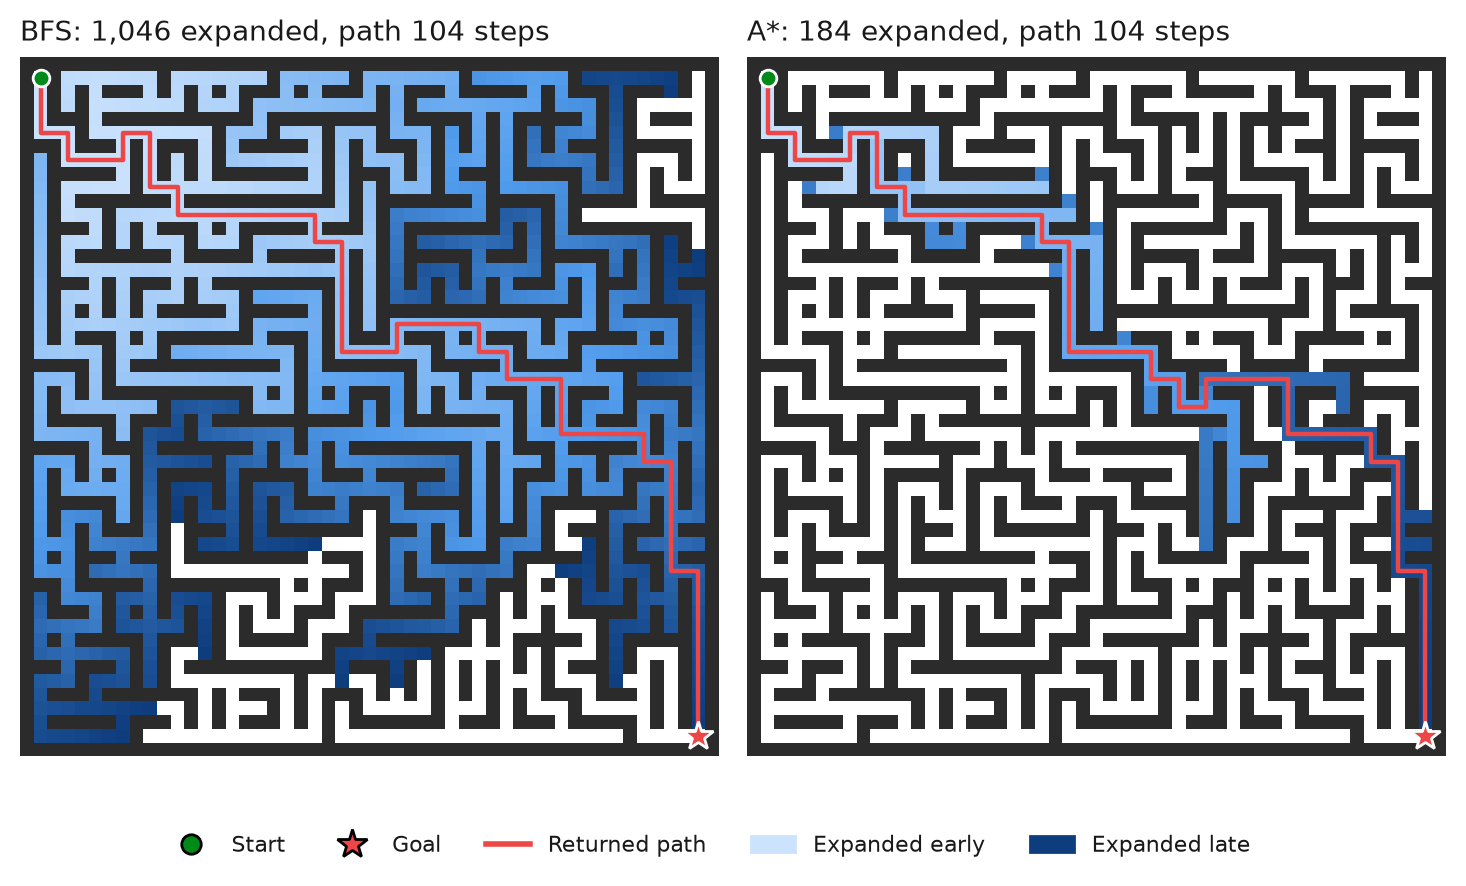 BFS: 1,046 expanded, path 104 steps
A*: 184 expanded, path 104 steps
Start
Goal
Returned path
Expanded early
Expanded late